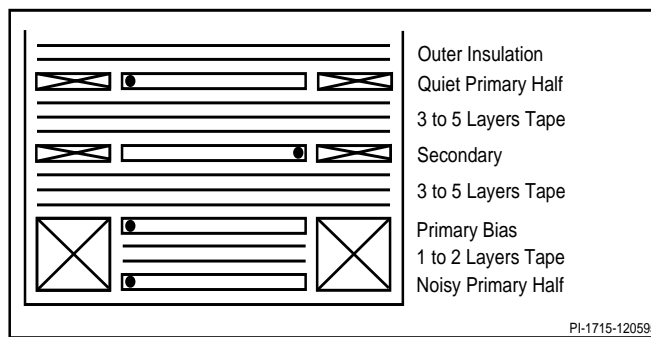 Outer Insulation
Quiet Primary Half
3 to 5 Layers Tape
Secondary
3 to 5 Layers Tape
Primary Bias
1 to 2 Layers Tape
Noisy Primary Half
PI-1715-120595